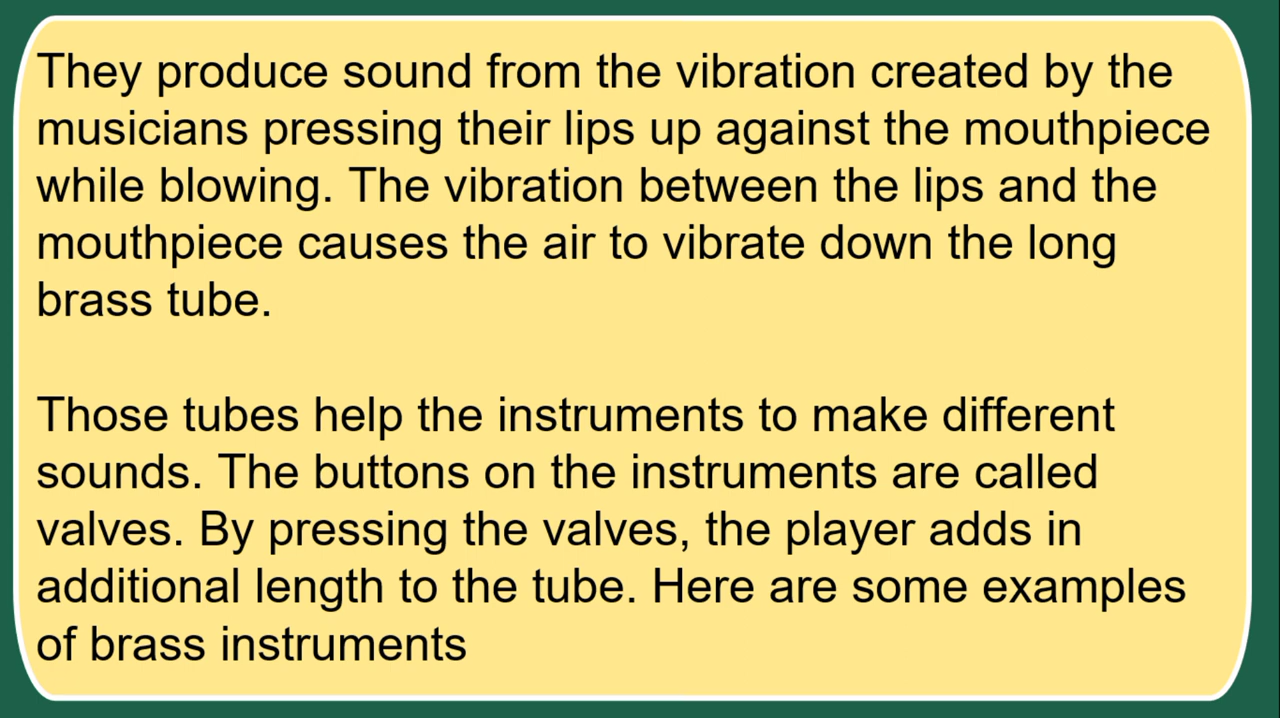 They produce sound from the vibration created by the
musicians pressing their lips up against the mouthpiece
while blowing. The vibration between the lips and the
mouthpiece causes the air to vibrate down the long
brass tube.
Those tubes help the instruments to make different
sounds. The buttons on the instruments are called
valves. By pressing the valves, the player adds in
additional length to the tube. Here are some examples
of brass instruments